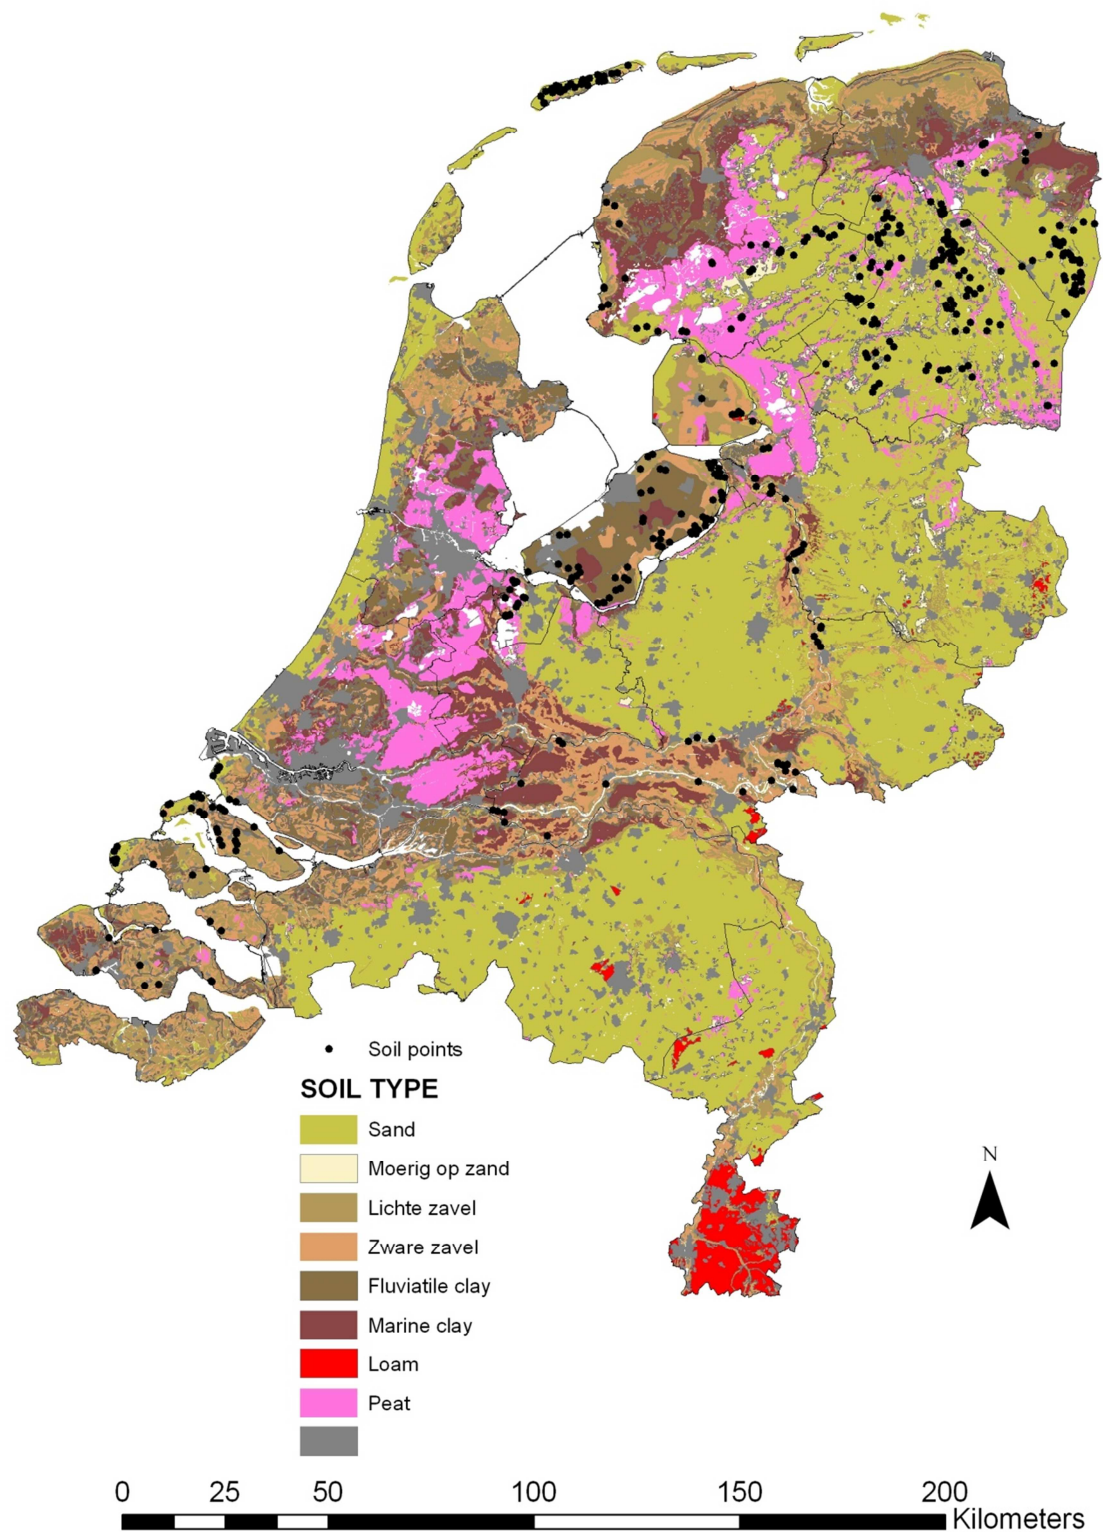 Soil points
SOIL TYPE
Sand
Moerig op zand
Lichte zavel
Zware zavel
Fluviatile clay
Marine clay
Loam
Peat
N
0 25 50 100 150 200
Kilometers